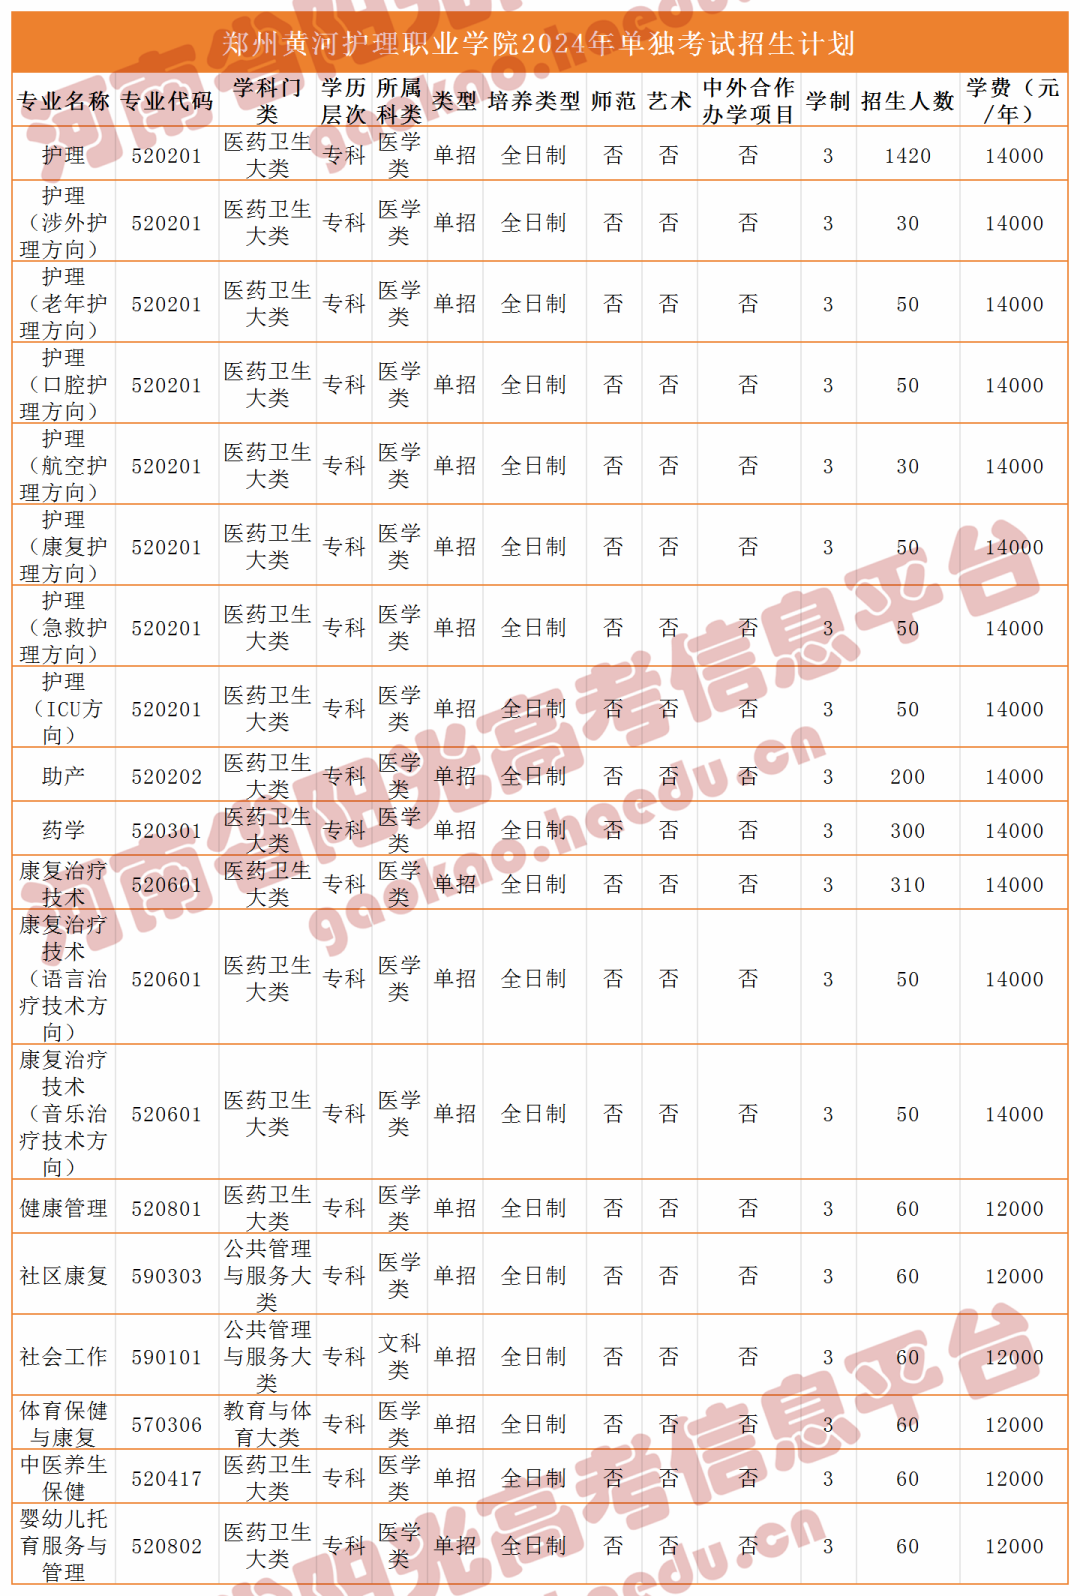 郑州黄河护理职业学院2024年单独考试招生计划
专业名称 专业代码 学科门类 学历层次 所属科类 类型 培养类型 师范 艺术 中外合作办学项目 学制 招生人数 学费（元/年）
护理 520201 医药卫生大类 专科 医学类 单招 全日制 否 否 否 3 1420 14000
护理（涉外护理方向） 520201 医药卫生大类 专科 医学类 单招 全日制 否 否 否 3 30 14000
护理（老年护理方向） 520201 医药卫生大类 专科 医学类 单招 全日制 否 否 否 3 50 14000
护理（口腔护理方向） 520201 医药卫生大类 专科 医学类 单招 全日制 否 否 否 3 50 14000
护理（航空护理方向） 520201 医药卫生大类 专科 医学类 单招 全日制 否 否 否 3 30 14000
护理（康复护理方向） 520201 医药卫生大类 专科 医学类 单招 全日制 否 否 否 3 50 14000
护理（急救护理方向） 520201 医药卫生大类 专科 医学类 单招 全日制 否 否 否 3 50 14000
护理（ICU方向） 520201 医药卫生大类 专科 医学类 单招 全日制 否 否 否 3 50 14000
助产 520202 医药卫生大类 专科 医学类 单招 全日制 否 否 否 3 200 14000
药学 520301 医药卫生大类 专科 医学类 单招 全日制 否 否 否 3 300 14000
康复治疗技术 520601 医药卫生大类 专科 医学类 单招 全日制 否 否 否 3 310 14000
康复治疗技术（语言治疗技术方向） 520601 医药卫生大类 专科 医学类 单招 全日制 否 否 否 3 50 14000
康复治疗技术（音乐治疗技术方向） 520601 医药卫生大类 专科 医学类 单招 全日制 否 否 否 3 50 14000
健康管理 520801 医药卫生大类 专科 医学类 单招 全日制 否 否 否 3 60 12000
社区康复 590303 公共管理与服务大类 专科 医学类 单招 全日制 否 否 否 3 60 12000
社会工作 590101 公共管理与服务大类 专科 文科类 单招 全日制 否 否 否 3 60 12000
体育保健与康复 570306 教育与体育大类 专科 医学类 单招 全日制 否 否 否 3 60 12000
中医养生保健 520417 医药卫生大类 专科 医学类 单招 全日制 否 否 否 3 60 12000
婴幼儿托育服务与管理 520802 医药卫生大类 专科 医学类 单招 全日制 否 否 否 3 60 12000
河南省阳光高考信息平台
gaokao.haedu.cn